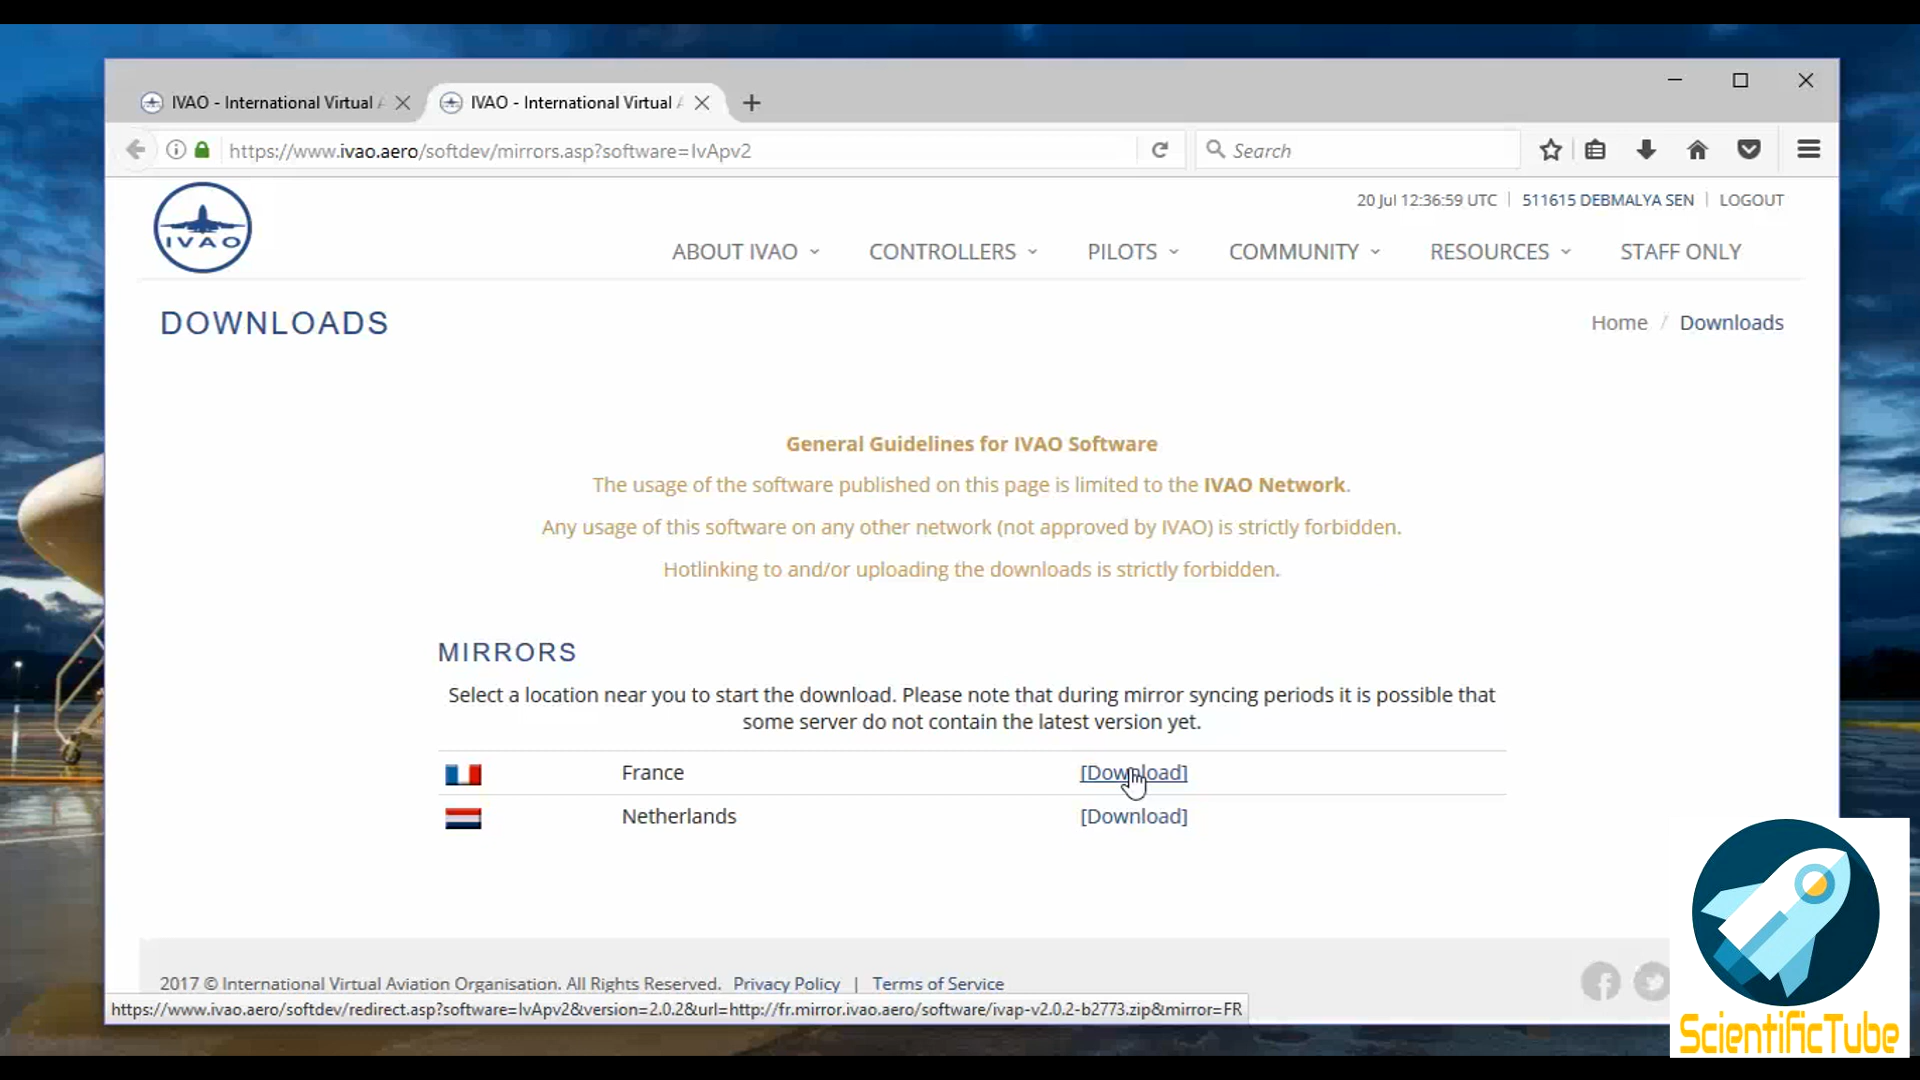 IVAO - International Virtual A
IVAO - International Virtual A
https://www.ivao.aero/softdev/mirrors.asp?software=IvApv2
Search
20 Jul 12:36:59 UTC
511615 DEBMALYA SEN
LOGOUT
IVAO
ABOUT IVAO
CONTROLLERS
PILOTS
COMMUNITY
RESOURCES
STAFF ONLY
DOWNLOADS
Home / Downloads
General Guidelines for IVAO Software
The usage of the software published on this page is limited to the IVAO Network.
Any usage of this software on any other network (not approved by IVAO) is strictly forbidden.
Hotlinking to and/or uploading the downloads is strictly forbidden.
MIRRORS
Select a location near you to start the download. Please note that during mirror syncing periods it is possible that
some server do not contain the latest version yet.
France [Download]
Netherlands [Download]
2017 © International Virtual Aviation Organisation. All Rights Reserved. Privacy Policy | Terms of Service
https://www.ivao.aero/softdev/redirect.asp?software=IvApv2&version=2.0.2&url=http://fr.mirror.ivao.aero/software/ivap-v2.0.2-b2773.zip&mirror=FR
ScientificTube